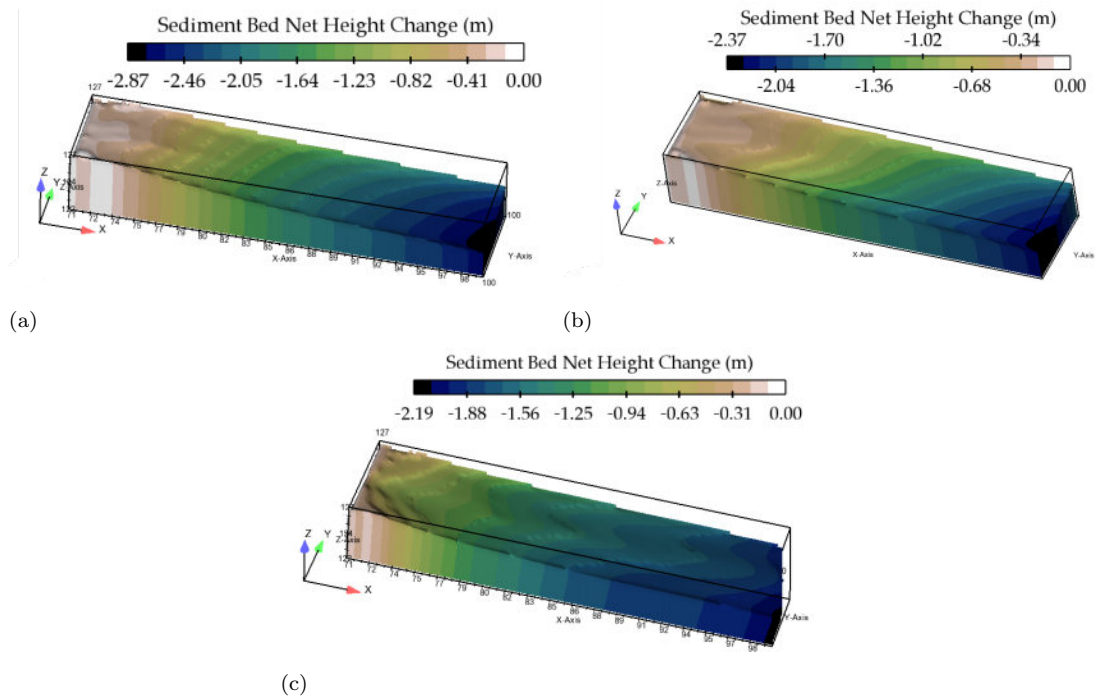 Sediment Bed Net Height Change (m)
-2.87 -2.46 -2.05 -1.64 -1.23 -0.82 -0.41 0.00
127
Z-Axis
Z Y X
71 72 74 75 77 79 80 82 83 85 86 88 89 91 92 94 95 97 98 100
X-Axis
100
Y-Axis
(a)
Sediment Bed Net Height Change (m)
-2.37 -1.70 -1.02 -0.34
-2.04 -1.36 -0.68 0.00
Z-Axis
Z Y X
X-Axis
Y-Axis
(b)
Sediment Bed Net Height Change (m)
-2.19 -1.88 -1.56 -1.25 -0.94 -0.63 -0.31 0.00
127
Z-Axis
Z Y X
71 72 74 75 77 79 80 82 83 85 86 88 89 91 92 94 95 97 98
X-Axis
Y-Axis
(c)